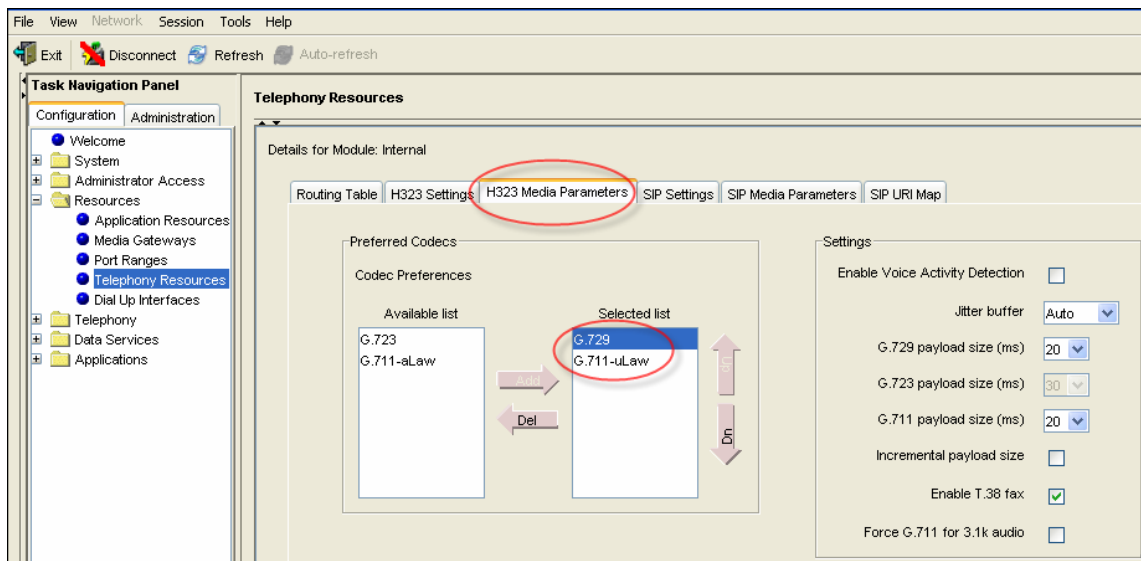 File View Network Session Tools Help
Exit Disconnect Refresh Auto-refresh
Task Navigation Panel
Configuration Administration
Welcome
System
Administrator Access
Resources
Application Resources
Media Gateways
Port Ranges
Telephony Resources
Dial Up Interfaces
Telephony
Data Services
Applications
Telephony Resources
Details for Module: Internal
Routing Table H323 Settings H323 Media Parameters SIP Settings SIP Media Parameters SIP URI Map
Preferred Codecs
Codec Preferences
Available list
G.723
G.711-aLaw
Add
Del
Selected list
G.729
G.711-uLaw
Up
Dn
Settings
Enable Voice Activity Detection
Jitter buffer Auto
G.729 payload size (ms) 20
G.723 payload size (ms) 30
G.711 payload size (ms) 20
Incremental payload size
Enable T.38 fax
Force G.711 for 3.1k audio